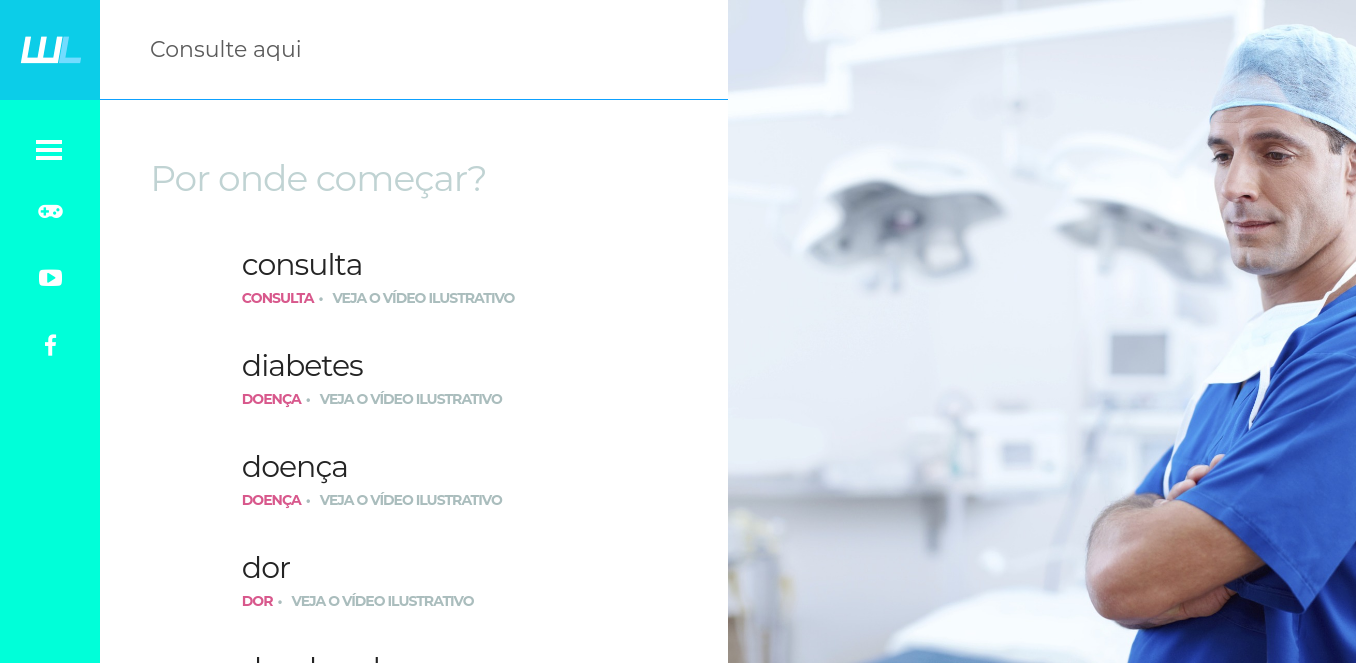 WL
Consulte aqui
Por onde começar?
consulta
CONSULTA • VEJA O VÍDEO ILUSTRATIVO
diabetes
DOENÇA • VEJA O VÍDEO ILUSTRATIVO
doença
DOENÇA • VEJA O VÍDEO ILUSTRATIVO
dor
DOR • VEJA O VÍDEO ILUSTRATIVO